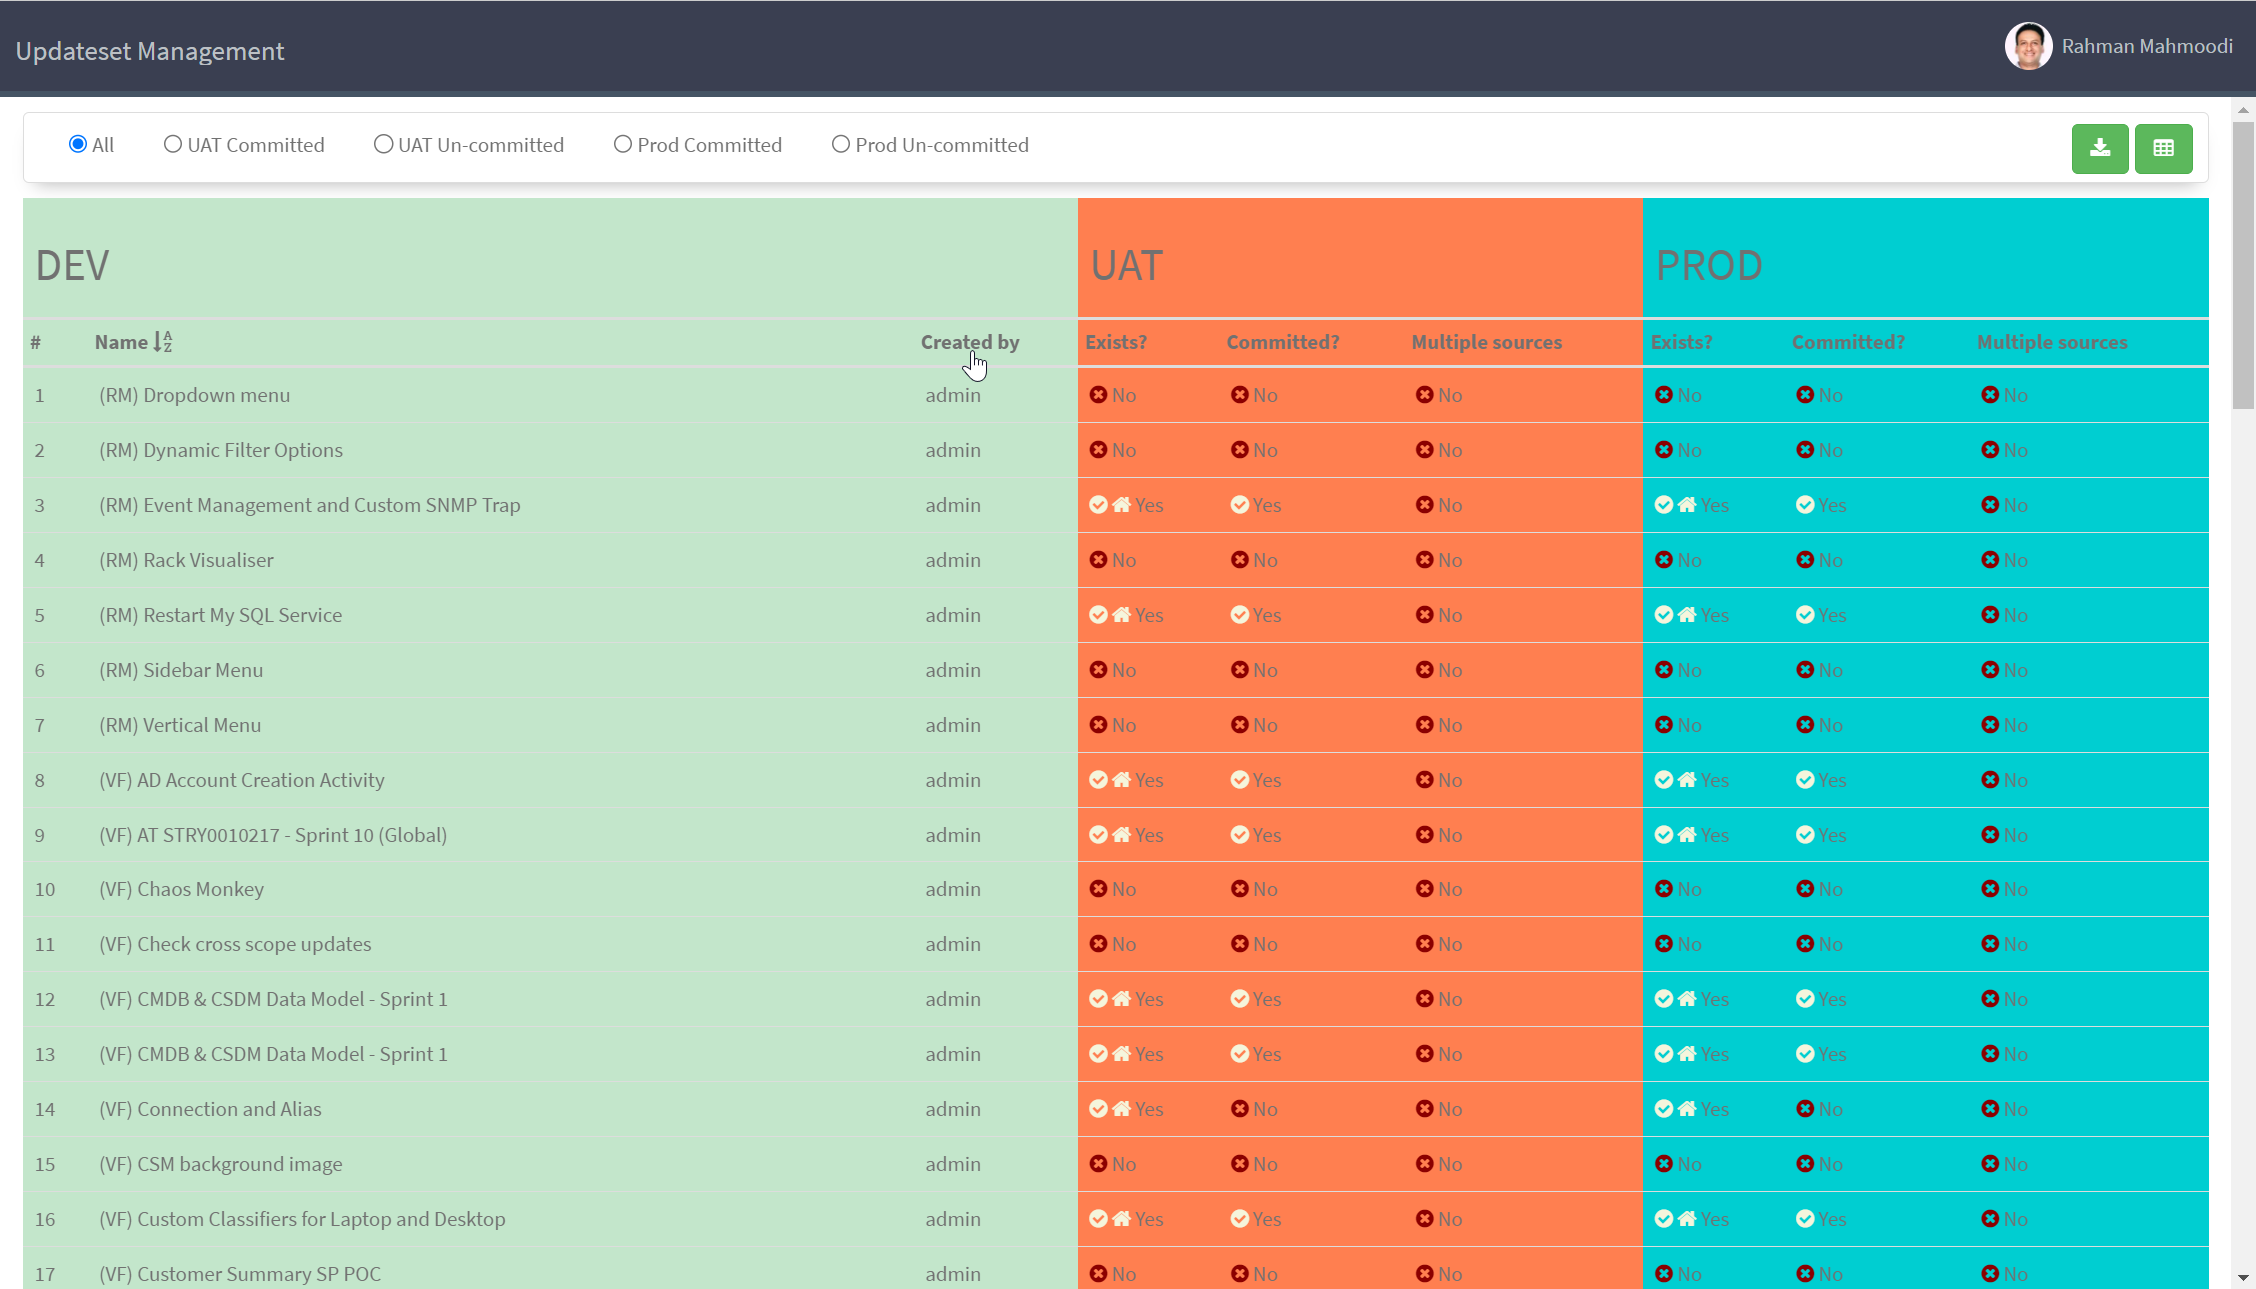 Updateset Management
Rahman Mahmoodi
All UAT Committed UAT Un-committed Prod Committed Prod Un-committed
DEV UAT PROD
# Name Created by Exists? Committed? Multiple sources Exists? Committed? Multiple sources
1 (RM) Dropdown menu admin No No No No No No
2 (RM) Dynamic Filter Options admin No No No No No No
3 (RM) Event Management and Custom SNMP Trap admin Yes Yes No Yes Yes No
4 (RM) Rack Visualiser admin No No No No No No
5 (RM) Restart My SQL Service admin Yes Yes No Yes Yes No
6 (RM) Sidebar Menu admin No No No No No No
7 (RM) Vertical Menu admin No No No No No No
8 (VF) AD Account Creation Activity admin Yes Yes No Yes Yes No
9 (VF) AT STRY0010217 - Sprint 10 (Global) admin Yes Yes No Yes Yes No
10 (VF) Chaos Monkey admin No No No No No No
11 (VF) Check cross scope updates admin No No No No No No
12 (VF) CMDB & CSDM Data Model - Sprint 1 admin Yes Yes No Yes Yes No
13 (VF) CMDB & CSDM Data Model - Sprint 1 admin Yes Yes No Yes Yes No
14 (VF) Connection and Alias admin Yes No No Yes No No
15 (VF) CSM background image admin No No No No No No
16 (VF) Custom Classifiers for Laptop and Desktop admin Yes Yes No Yes Yes No
17 (VF) Customer Summary SP POC admin No No No No No No